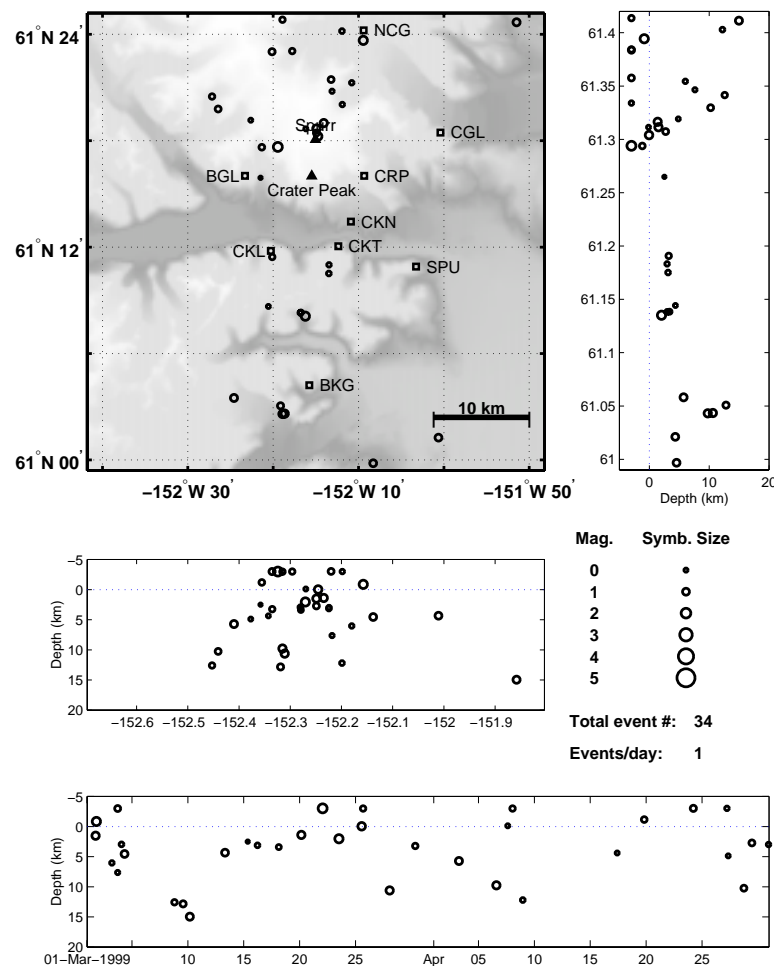 61°N 24'
61°N 12'
61°N 00'
−152°W 30'
−152°W 10'
−151°W 50'
NCG
Spurr
CGL
BGL
CRP
Crater Peak
CKN
CKL
CKT
SPU
BKG
10 km
61.4
61.35
61.3
61.25
61.2
61.15
61.1
61.05
61
0 10 20
Depth (km)
−5
0
5
10
15
20
Depth (km)
−152.6 −152.5 −152.4 −152.3 −152.2 −152.1 −152 −151.9
Mag. Symb. Size
0
1
2
3
4
5
Total event #: 34
Events/day: 1
−5
0
5
10
15
20
Depth (km)
01−Mar−1999 10 15 20 25 Apr 05 10 15 20 25